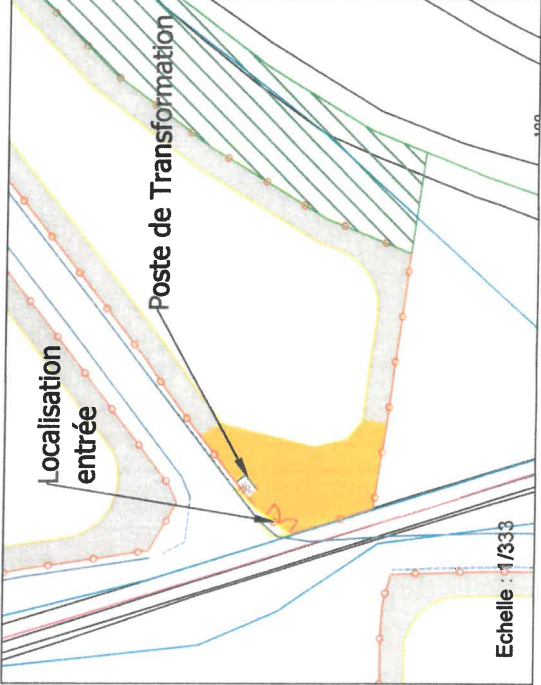 Localisation
entrée
Poste de Transformation
Echelle : 1/333